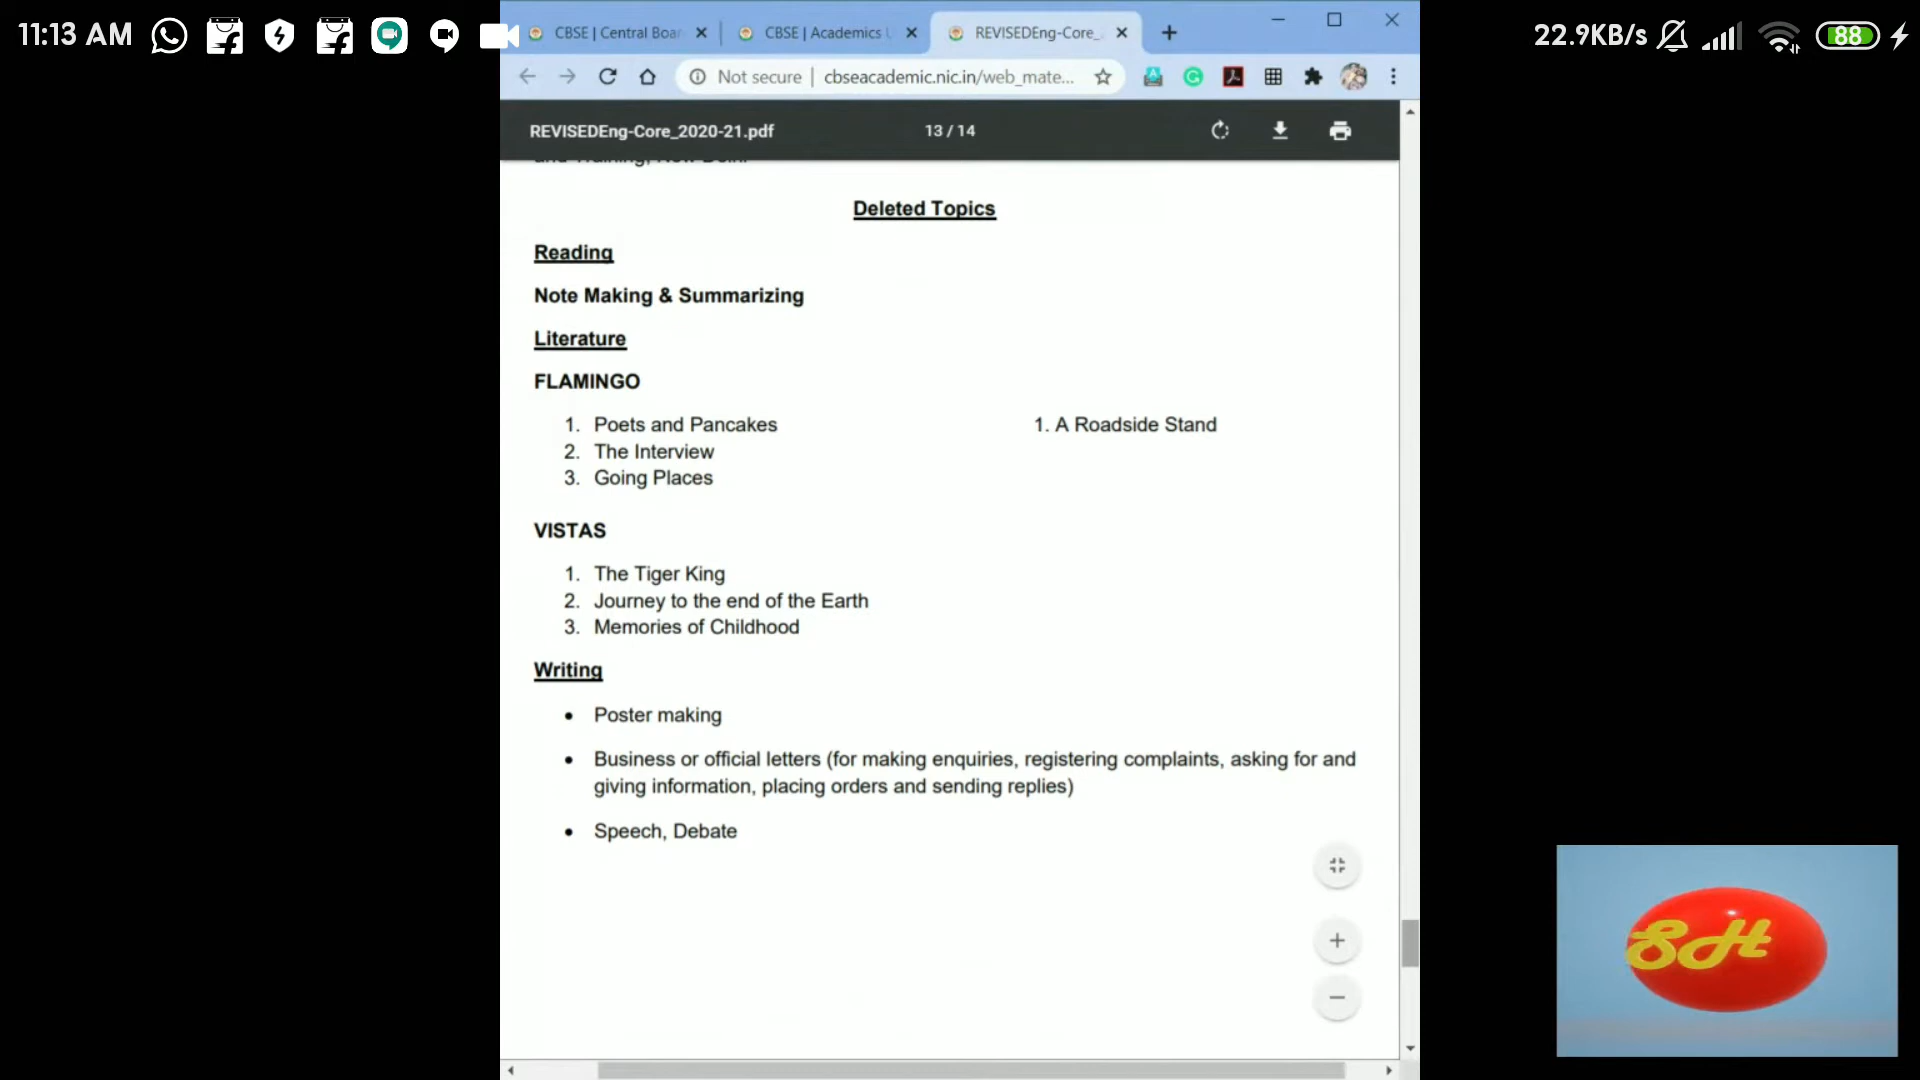 11:13 AM
22.9KB/s
88
CBSE | Central Boar
CBSE | Academics U
REVISEDEng-Core_
Not secure | cbseacademic.nic.in/web_mate...
REVISEDEng-Core_2020-21.pdf
13 / 14
Deleted Topics
Reading
Note Making & Summarizing
Literature
FLAMINGO
1. Poets and Pancakes
1. A Roadside Stand
2. The Interview
3. Going Places
VISTAS
1. The Tiger King
2. Journey to the end of the Earth
3. Memories of Childhood
Writing
• Poster making
• Business or official letters (for making enquiries, registering complaints, asking for and
giving information, placing orders and sending replies)
• Speech, Debate
SH